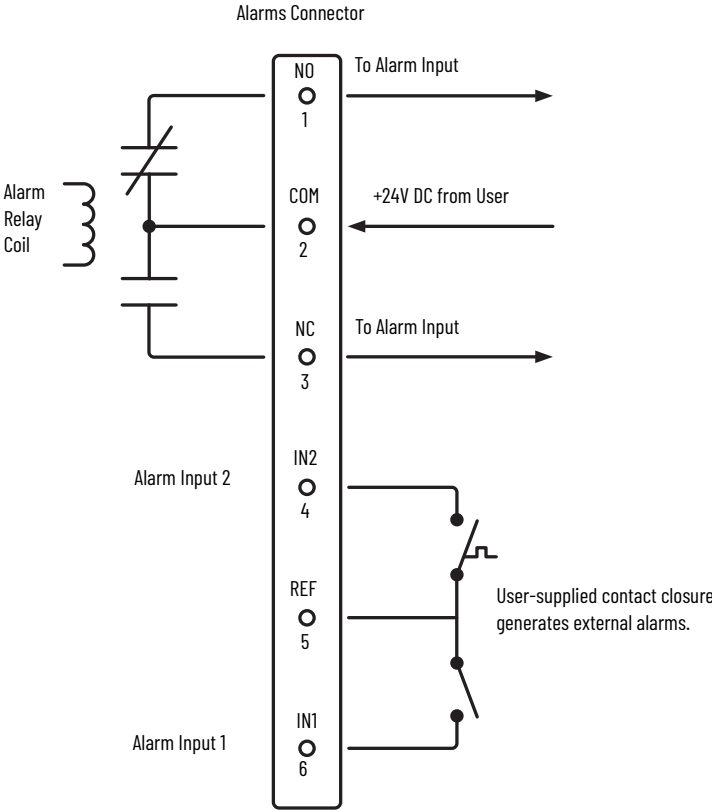 Alarms Connector
NO
To Alarm Input
1
Alarm
Relay
Coil
COM
+24V DC from User
2
NC
To Alarm Input
3
IN2
Alarm Input 2
4
REF
User-supplied contact closure
generates external alarms.
5
IN1
Alarm Input 1
6